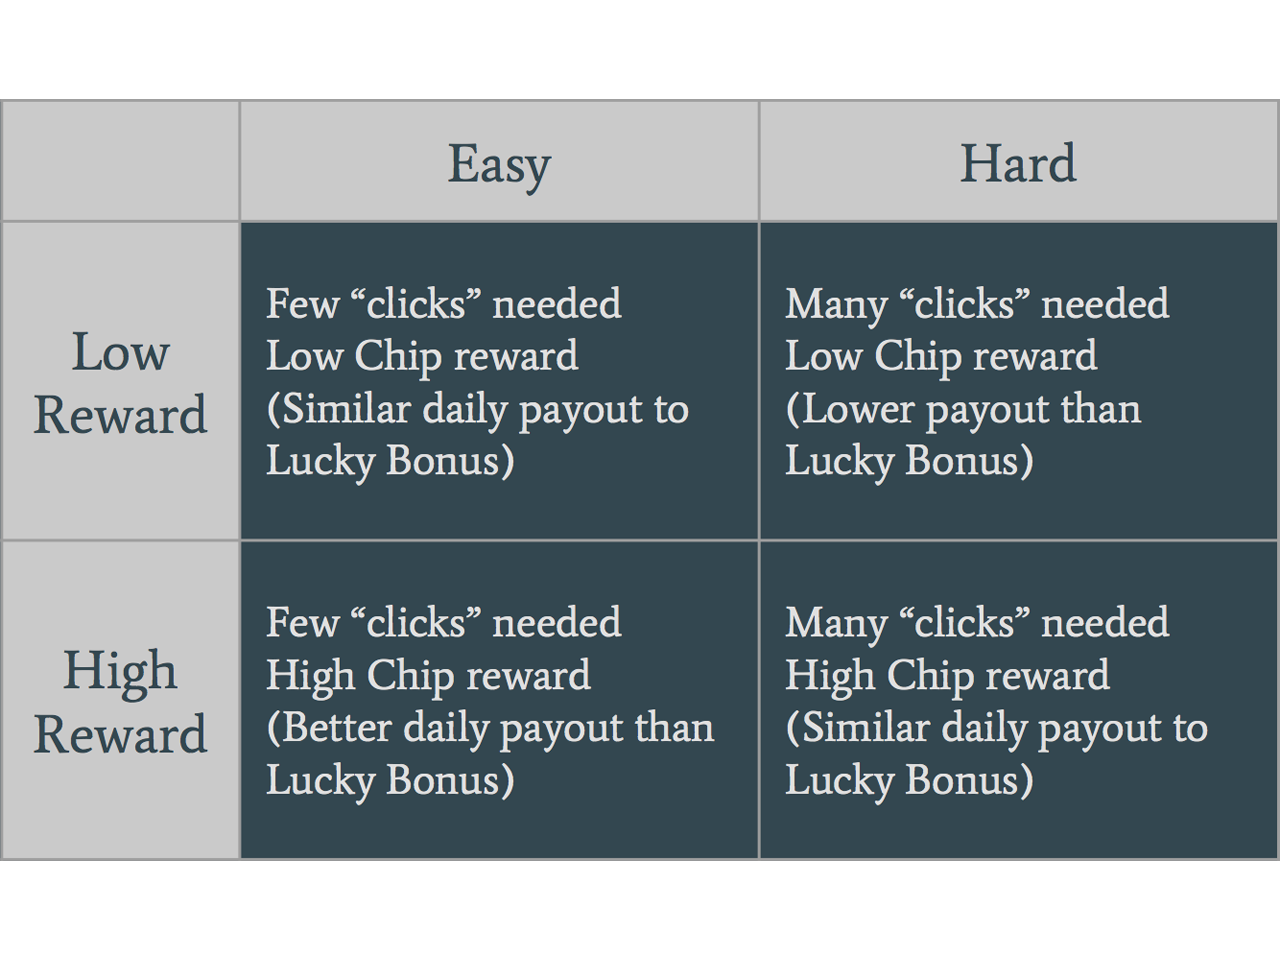 Easy
Hard
Low
Reward
Few “clicks” needed
Low Chip reward
(Similar daily payout to
Lucky Bonus)
Many “clicks” needed
Low Chip reward
(Lower payout than
Lucky Bonus)
High
Reward
Few “clicks” needed
High Chip reward
(Better daily payout than
Lucky Bonus)
Many “clicks” needed
High Chip reward
(Similar daily payout to
Lucky Bonus)